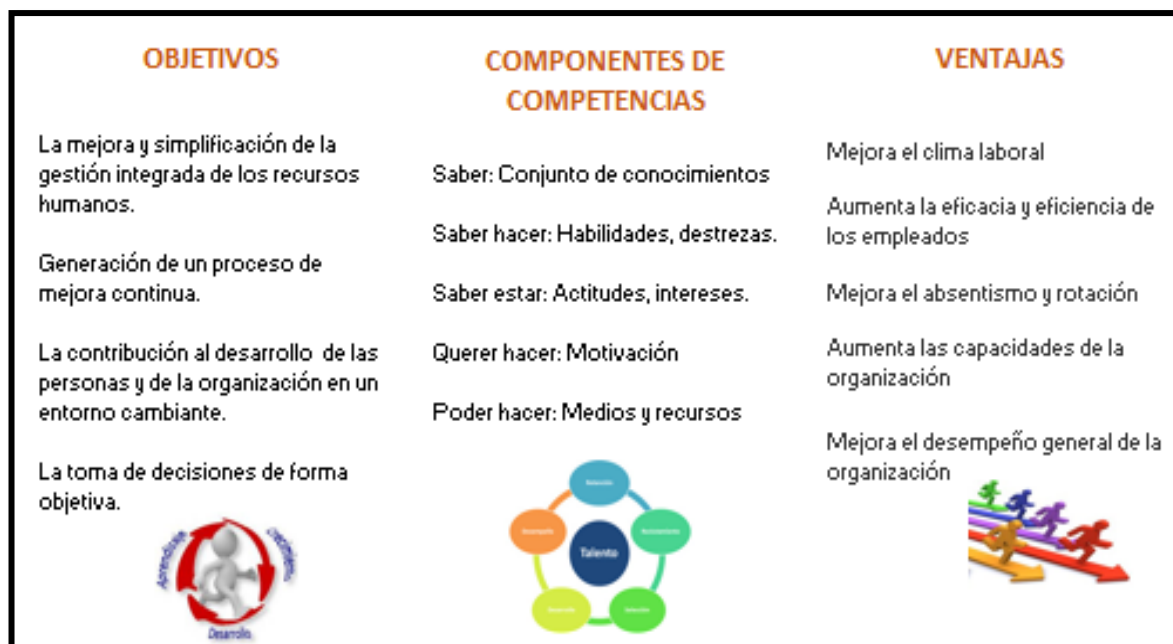 OBJETIVOS
La mejora y simplificación de la
gestión integrada de los recursos
humanos.
Generación de un proceso de
mejora continua.
La contribución al desarrollo de las
personas y de la organización en un
entorno cambiante.
La toma de decisiones de forma
objetiva.
Aprendizaje
Crecimiento
Desarrollo
COMPONENTES DE
COMPETENCIAS
Saber: Conjunto de conocimientos
Saber hacer: Habilidades, destrezas.
Saber estar: Actitudes, intereses.
Querer hacer: Motivación
Poder hacer: Medios y recursos
Talento
VENTAJAS
Mejora el clima laboral
Aumenta la eficacia y eficiencia de
los empleados
Mejora el absentismo y rotación
Aumenta las capacidades de la
organización
Mejora el desempeño general de la
organización